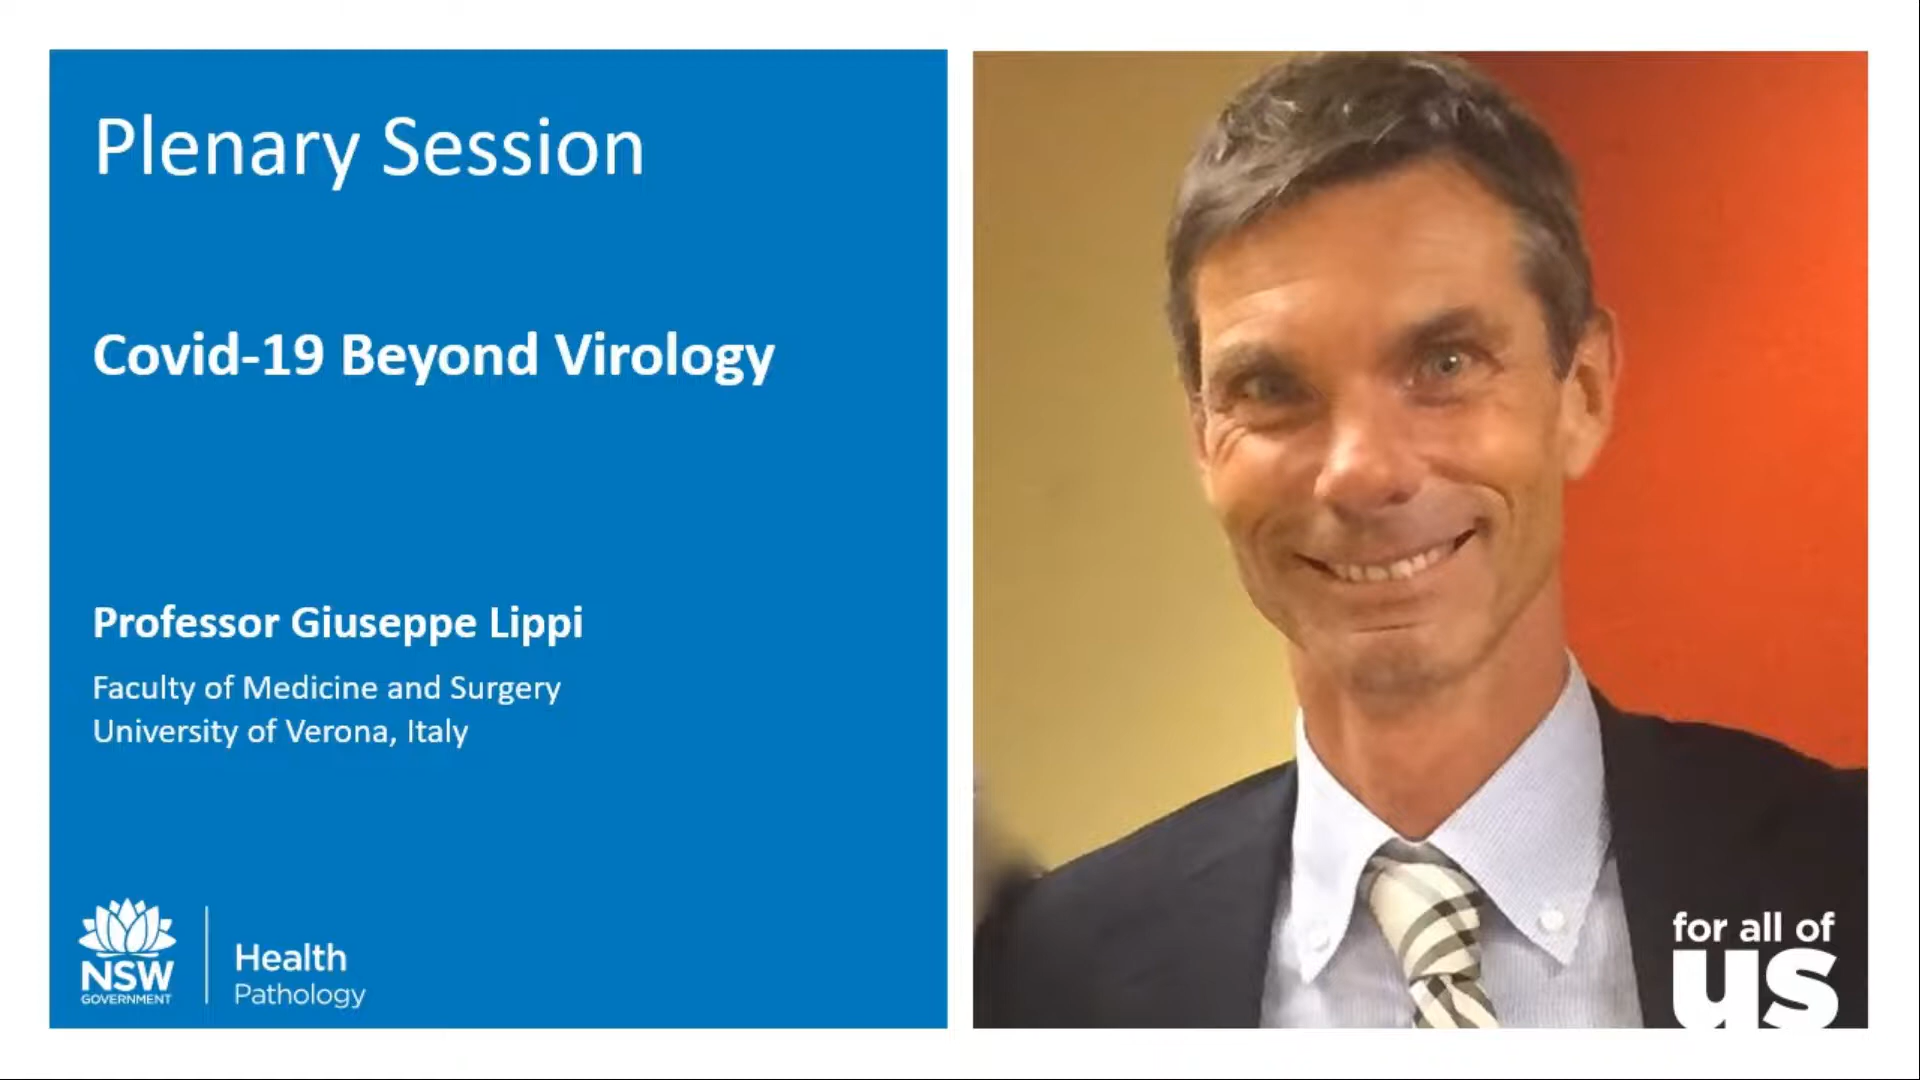 Plenary Session
Covid-19 Beyond Virology
Professor Giuseppe Lippi
Faculty of Medicine and Surgery
University of Verona, Italy
NSW
GOVERNMENT
Health
Pathology
for all of
us